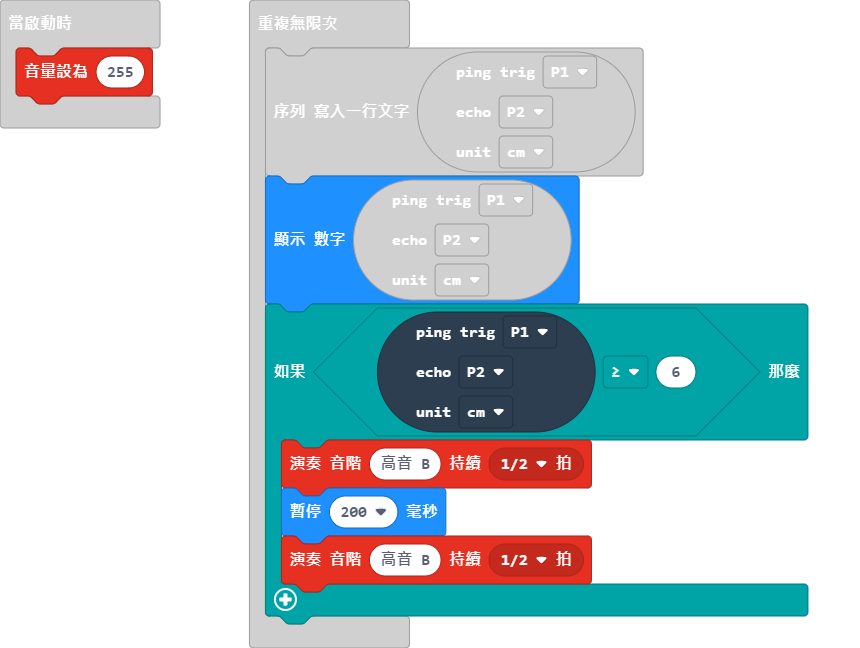 當啟動時
音量設為 255
重複無限次
序列 寫入一行文字 ping trig P1
echo P2
unit cm
顯示 數字 ping trig P1
echo P2
unit cm
如果 ping trig P1
echo P2
unit cm
≥ 6 那麼
演奏 音階 高音 B 持續 1/2 拍
暫停 200 毫秒
演奏 音階 高音 B 持續 1/2 拍